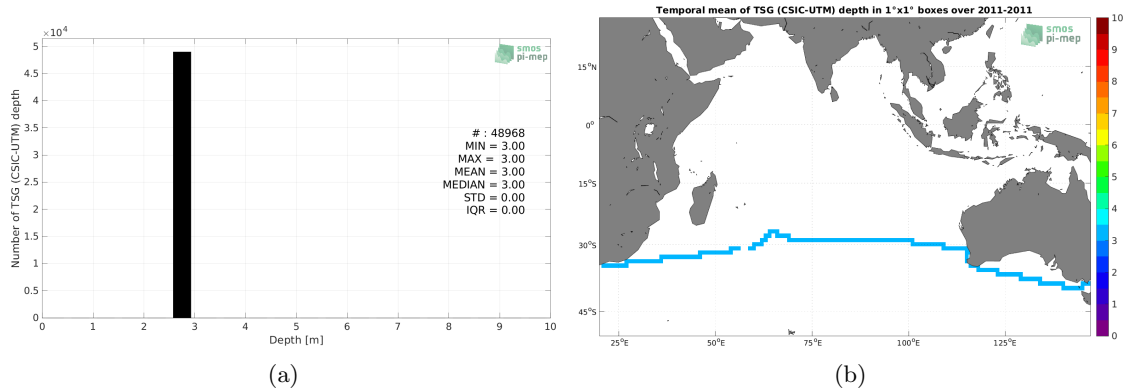 ×10⁴
5
4.5
4
3.5
3
2.5
2
1.5
1
0.5
0
Number of TSG (CSIC-UTM) depth
smos
pi-mep
# : 48968
MIN = 3.00
MAX = 3.00
MEAN = 3.00
MEDIAN = 3.00
STD = 0.00
IQR = 0.00
0 1 2 3 4 5 6 7 8 9 10
Depth [m]
(a)
Temporal mean of TSG (CSIC-UTM) depth in 1°x1° boxes over 2011-2011
smos
pi-mep
15°N
0°
15°S
30°S
45°S
25°E 50°E 75°E 100°E 125°E
10
9
8
7
6
5
4
3
2
1
0
(b)